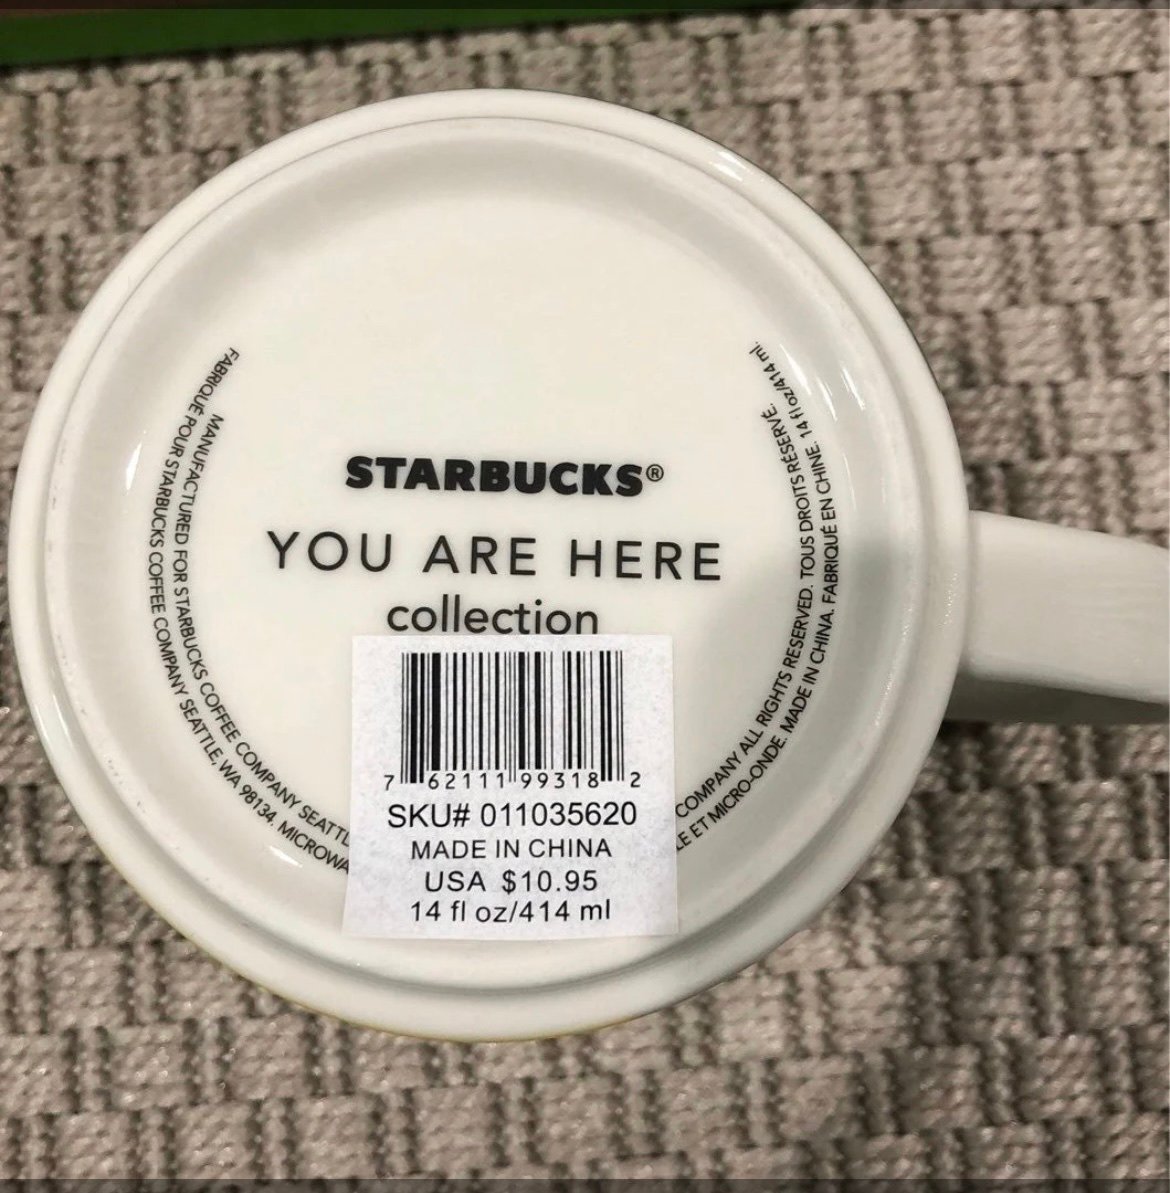 STARBUCKS®
YOU ARE HERE
collection
7 62111 99318 2
SKU# 011035620
MADE IN CHINA
USA $10.95
14 fl oz/414 ml
MANUFACTURED FOR STARBUCKS COFFEE COMPANY SEATTL
FABRIQUÉ POUR STARBUCKS COFFEE COMPANY SEATTLE, WA 98134. MICROWA
COMPANY ALL RIGHTS RESERVED. TOUS DROITS RÉSERVÉ.
LE ET MICRO-ONDE. MADE IN CHINA. FABRIQUÉ EN CHINE. 14 fl oz/414 ml.